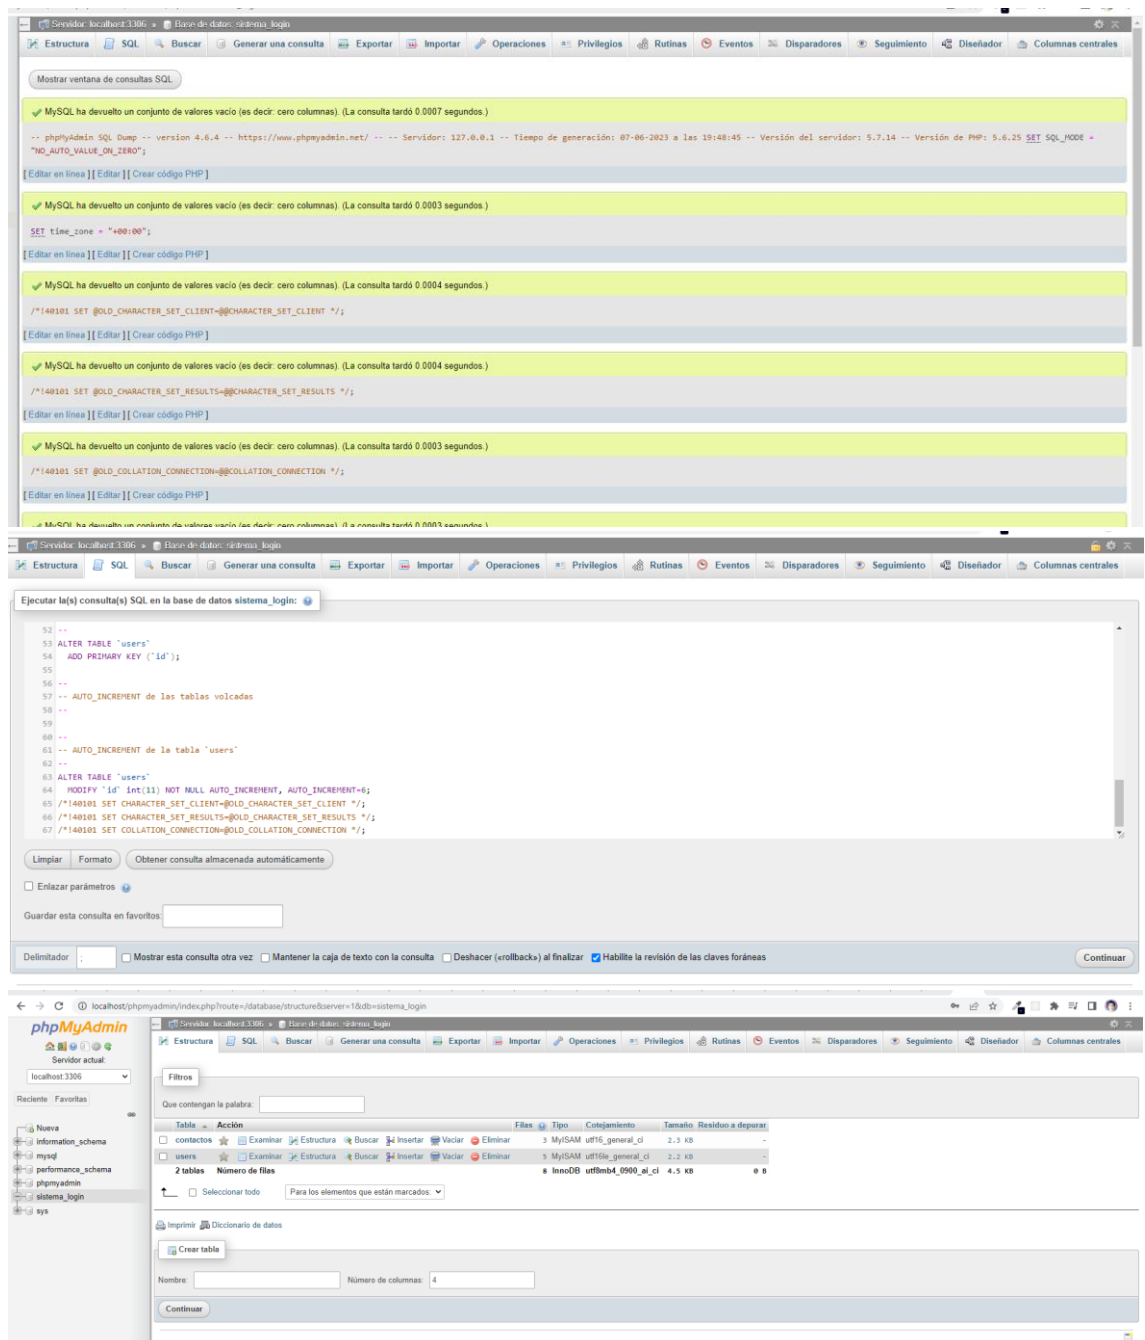 Servidor: localhost:3306 » Base de datos: sistema_login
Estructura SQL Buscar Generar una consulta Exportar Importar Operaciones Privilegios Rutinas Eventos Disparadores Seguimiento Diseñador Columnas centrales
Mostrar ventana de consultas SQL
MySQL ha devuelto un conjunto de valores vacío (es decir: cero columnas). (La consulta tardó 0.0007 segundos.)
-- phpMyAdmin SQL Dump -- version 4.6.4 -- https://www.phpmyadmin.net/ -- -- Servidor: 127.0.0.1 -- Tiempo de generación: 07-06-2023 a las 19:48:45 -- Versión del servidor: 5.7.14 -- Versión de PHP: 5.6.25 SET SQL_MODE =
"NO_AUTO_VALUE_ON_ZERO";
[ Editar en línea ] [ Editar ] [ Crear código PHP ]
MySQL ha devuelto un conjunto de valores vacío (es decir: cero columnas). (La consulta tardó 0.0003 segundos.)
SET time_zone = "+00:00";
[ Editar en línea ] [ Editar ] [ Crear código PHP ]
MySQL ha devuelto un conjunto de valores vacío (es decir: cero columnas). (La consulta tardó 0.0004 segundos.)
/*!40101 SET @OLD_CHARACTER_SET_CLIENT=@@CHARACTER_SET_CLIENT */;
[ Editar en línea ] [ Editar ] [ Crear código PHP ]
MySQL ha devuelto un conjunto de valores vacío (es decir: cero columnas). (La consulta tardó 0.0004 segundos.)
/*!40101 SET @OLD_CHARACTER_SET_RESULTS=@@CHARACTER_SET_RESULTS */;
[ Editar en línea ] [ Editar ] [ Crear código PHP ]
MySQL ha devuelto un conjunto de valores vacío (es decir: cero columnas). (La consulta tardó 0.0003 segundos.)
/*!40101 SET @OLD_COLLATION_CONNECTION=@@COLLATION_CONNECTION */;
[ Editar en línea ] [ Editar ] [ Crear código PHP ]
MySQL ha devuelto un conjunto de valores vacío (es decir: cero columnas). (La consulta tardó 0.0003 segundos.)
Servidor: localhost:3306 » Base de datos: sistema_login
Estructura SQL Buscar Generar una consulta Exportar Importar Operaciones Privilegios Rutinas Eventos Disparadores Seguimiento Diseñador Columnas centrales
Ejecutar la(s) consulta(s) SQL en la base de datos sistema_login:
52 --
53 ALTER TABLE `users`
54 ADD PRIMARY KEY (`id`);
55
56 --
57 -- AUTO_INCREMENT de las tablas volcadas
58 --
59
60 --
61 -- AUTO_INCREMENT de la tabla `users`
62 --
63 ALTER TABLE `users`
64 MODIFY `id` int(11) NOT NULL AUTO_INCREMENT, AUTO_INCREMENT=6;
65 /*!40101 SET CHARACTER_SET_CLIENT=@OLD_CHARACTER_SET_CLIENT */;
66 /*!40101 SET CHARACTER_SET_RESULTS=@OLD_CHARACTER_SET_RESULTS */;
67 /*!40101 SET COLLATION_CONNECTION=@OLD_COLLATION_CONNECTION */;
Limpiar Formato Obtener consulta almacenada automáticamente
Enlazar parámetros
Guardar esta consulta en favoritos:
Delimitador ; Mostrar esta consulta otra vez Mantener la caja de texto con la consulta Deshacer («rollback») al finalizar Habilite la revisión de las claves foráneas Continuar
localhost/phpmyadmin/index.php?route=/database/structure&server=1&db=sistema_login
phpMyAdmin
Servidor actual:
localhost:3306
Reciente Favoritas
Nueva
information_schema
mysql
performance_schema
phpmyadmin
sistema_login
sys
Servidor: localhost:3306 » Base de datos: sistema_login
Estructura SQL Buscar Generar una consulta Exportar Importar Operaciones Privilegios Rutinas Eventos Disparadores Seguimiento Diseñador Columnas centrales
Filtros
Que contengan la palabra:
Tabla Acción Filas Tipo Cotejamiento Tamaño Residuo a depurar
contactos Examinar Estructura Buscar Insertar Vaciar Eliminar 3 MyISAM utf16_general_ci 2.3 KB -
users Examinar Estructura Buscar Insertar Vaciar Eliminar 5 MyISAM utf16le_general_ci 2.2 KB -
2 tablas Número de filas 8 InnoDB utf8mb4_0900_ai_ci 4.5 KB 0 B
Seleccionar todo Para los elementos que están marcados:
Imprimir Diccionario de datos
Crear tabla
Nombre: Número de columnas: 4
Continuar